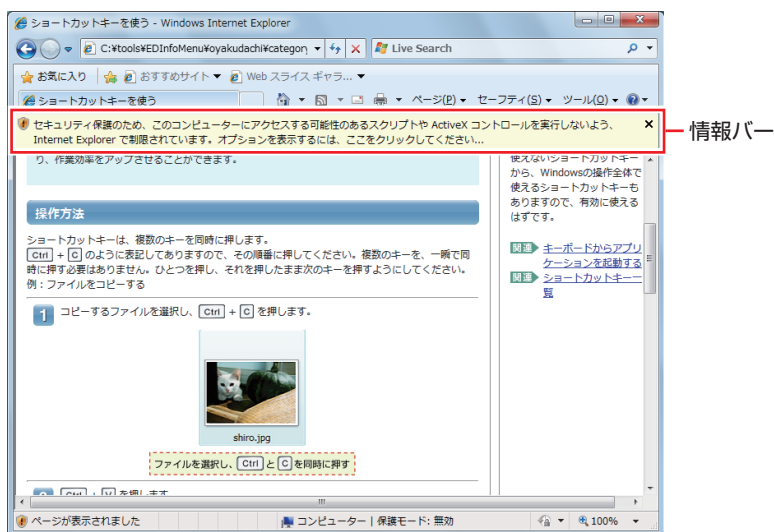 ショートカットキーを使う - Windows Internet Explorer
C:¥tools¥EDInfoMenu¥oyakudachi¥category
Live Search
お気に入り
おすすめサイト
Web スライス ギャラ...
ショートカットキーを使う
ページ(P)
セーフティ(S)
ツール(O)
セキュリティ保護のため、このコンピューターにアクセスする可能性のあるスクリプトや ActiveX コントロールを実行しないよう、
Internet Explorer で制限されています。オプションを表示するには、ここをクリックしてください...
情報バー
り、作業効率をアップさせることができます。
使えないショートカットキー
から、Windowsの操作全体で
使えるショートカットキーも
ありますので、有効に使える
はずです。
操作方法
ショートカットキーは、複数のキーを同時に押します。
Ctrl + C のように表記してありますので、その順番に押してください。複数のキーを、一瞬で同
時に押す必要はありません。ひとつを押し、それを押したまま次のキーを押すようにしてください。
例：ファイルをコピーする
関連 キーボードからアプリ
ケーションを起動する
関連 ショートカットキー一
覧
1 コピーするファイルを選択し、Ctrl + C を押します。
shiro.jpg
ファイルを選択し、Ctrl と C を同時に押す
2 Ctrl + V を押します
ページが表示されました
コンピューター | 保護モード: 無効
100%